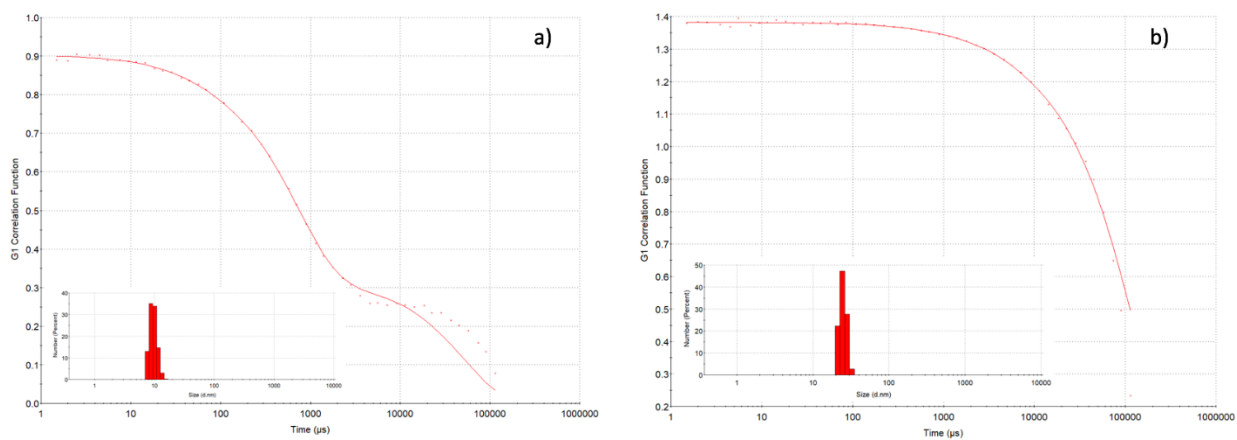 a)
1.0
0.9
0.8
0.7
0.6
0.5
0.4
0.3
0.2
0.1
0.0
G1 Correlation Function
1 10 100 1000 10000 100000 1000000
Time (µs)
40
30
20
10
0
Number (Percent)
1 10 100 1000 10000
Size (d.nm)
b)
1.4
1.3
1.2
1.1
1.0
0.9
0.8
0.7
0.6
0.5
0.4
0.3
0.2
G1 Correlation Function
1 10 100 1000 10000 100000 1000000
Time (µs)
50
40
30
20
10
0
Number (Percent)
1 10 100 1000 10000
Size (d.nm)